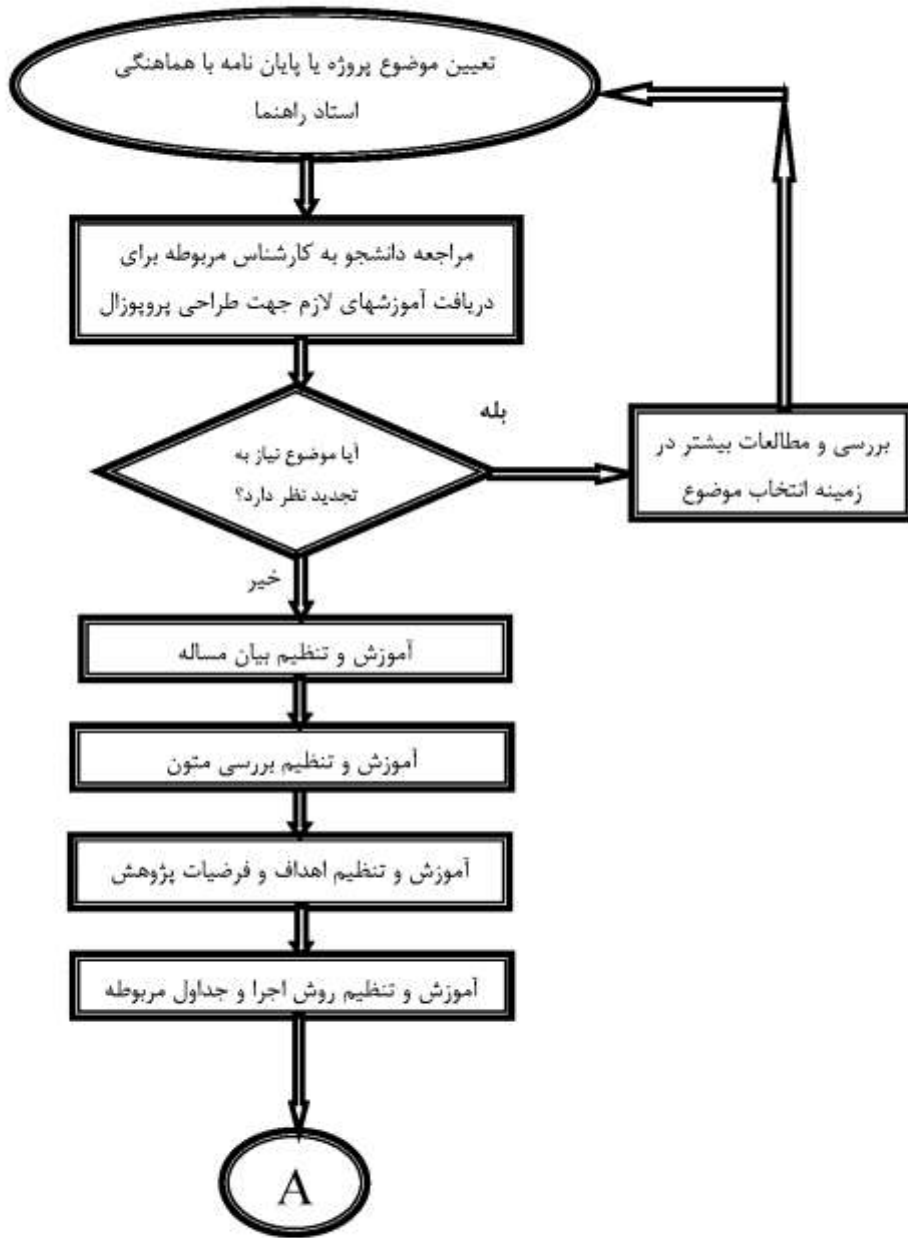 تعیین موضوع پروژه یا پایان نامه با هماهنگی
استاد راهنما
مراجعه دانشجو به کارشناس مربوطه برای
دریافت آموزشهای لازم جهت طراحی پروپوزال
آیا موضوع نیاز به
تجدید نظر دارد؟
بله
بررسی و مطالعات بیشتر در
زمینه انتخاب موضوع
خیر
آموزش و تنظیم بیان مساله
آموزش و تنظیم بررسی متون
آموزش و تنظیم اهداف و فرضیات پژوهش
آموزش و تنظیم روش اجرا و جداول مربوطه
A